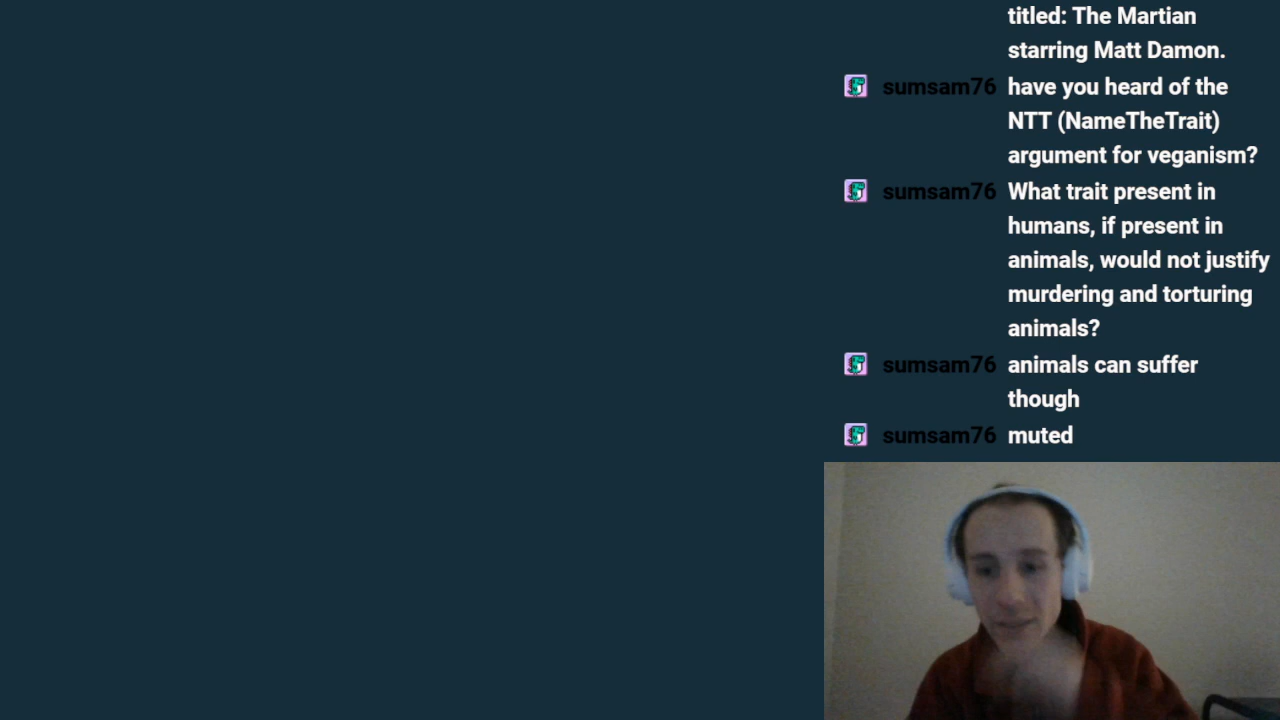 titled: The Martian
starring Matt Damon.
sumsam76 have you heard of the
NTT (NameTheTrait)
argument for veganism?
sumsam76 What trait present in
humans, if present in
animals, would not justify
murdering and torturing
animals?
sumsam76 animals can suffer
though
sumsam76 muted